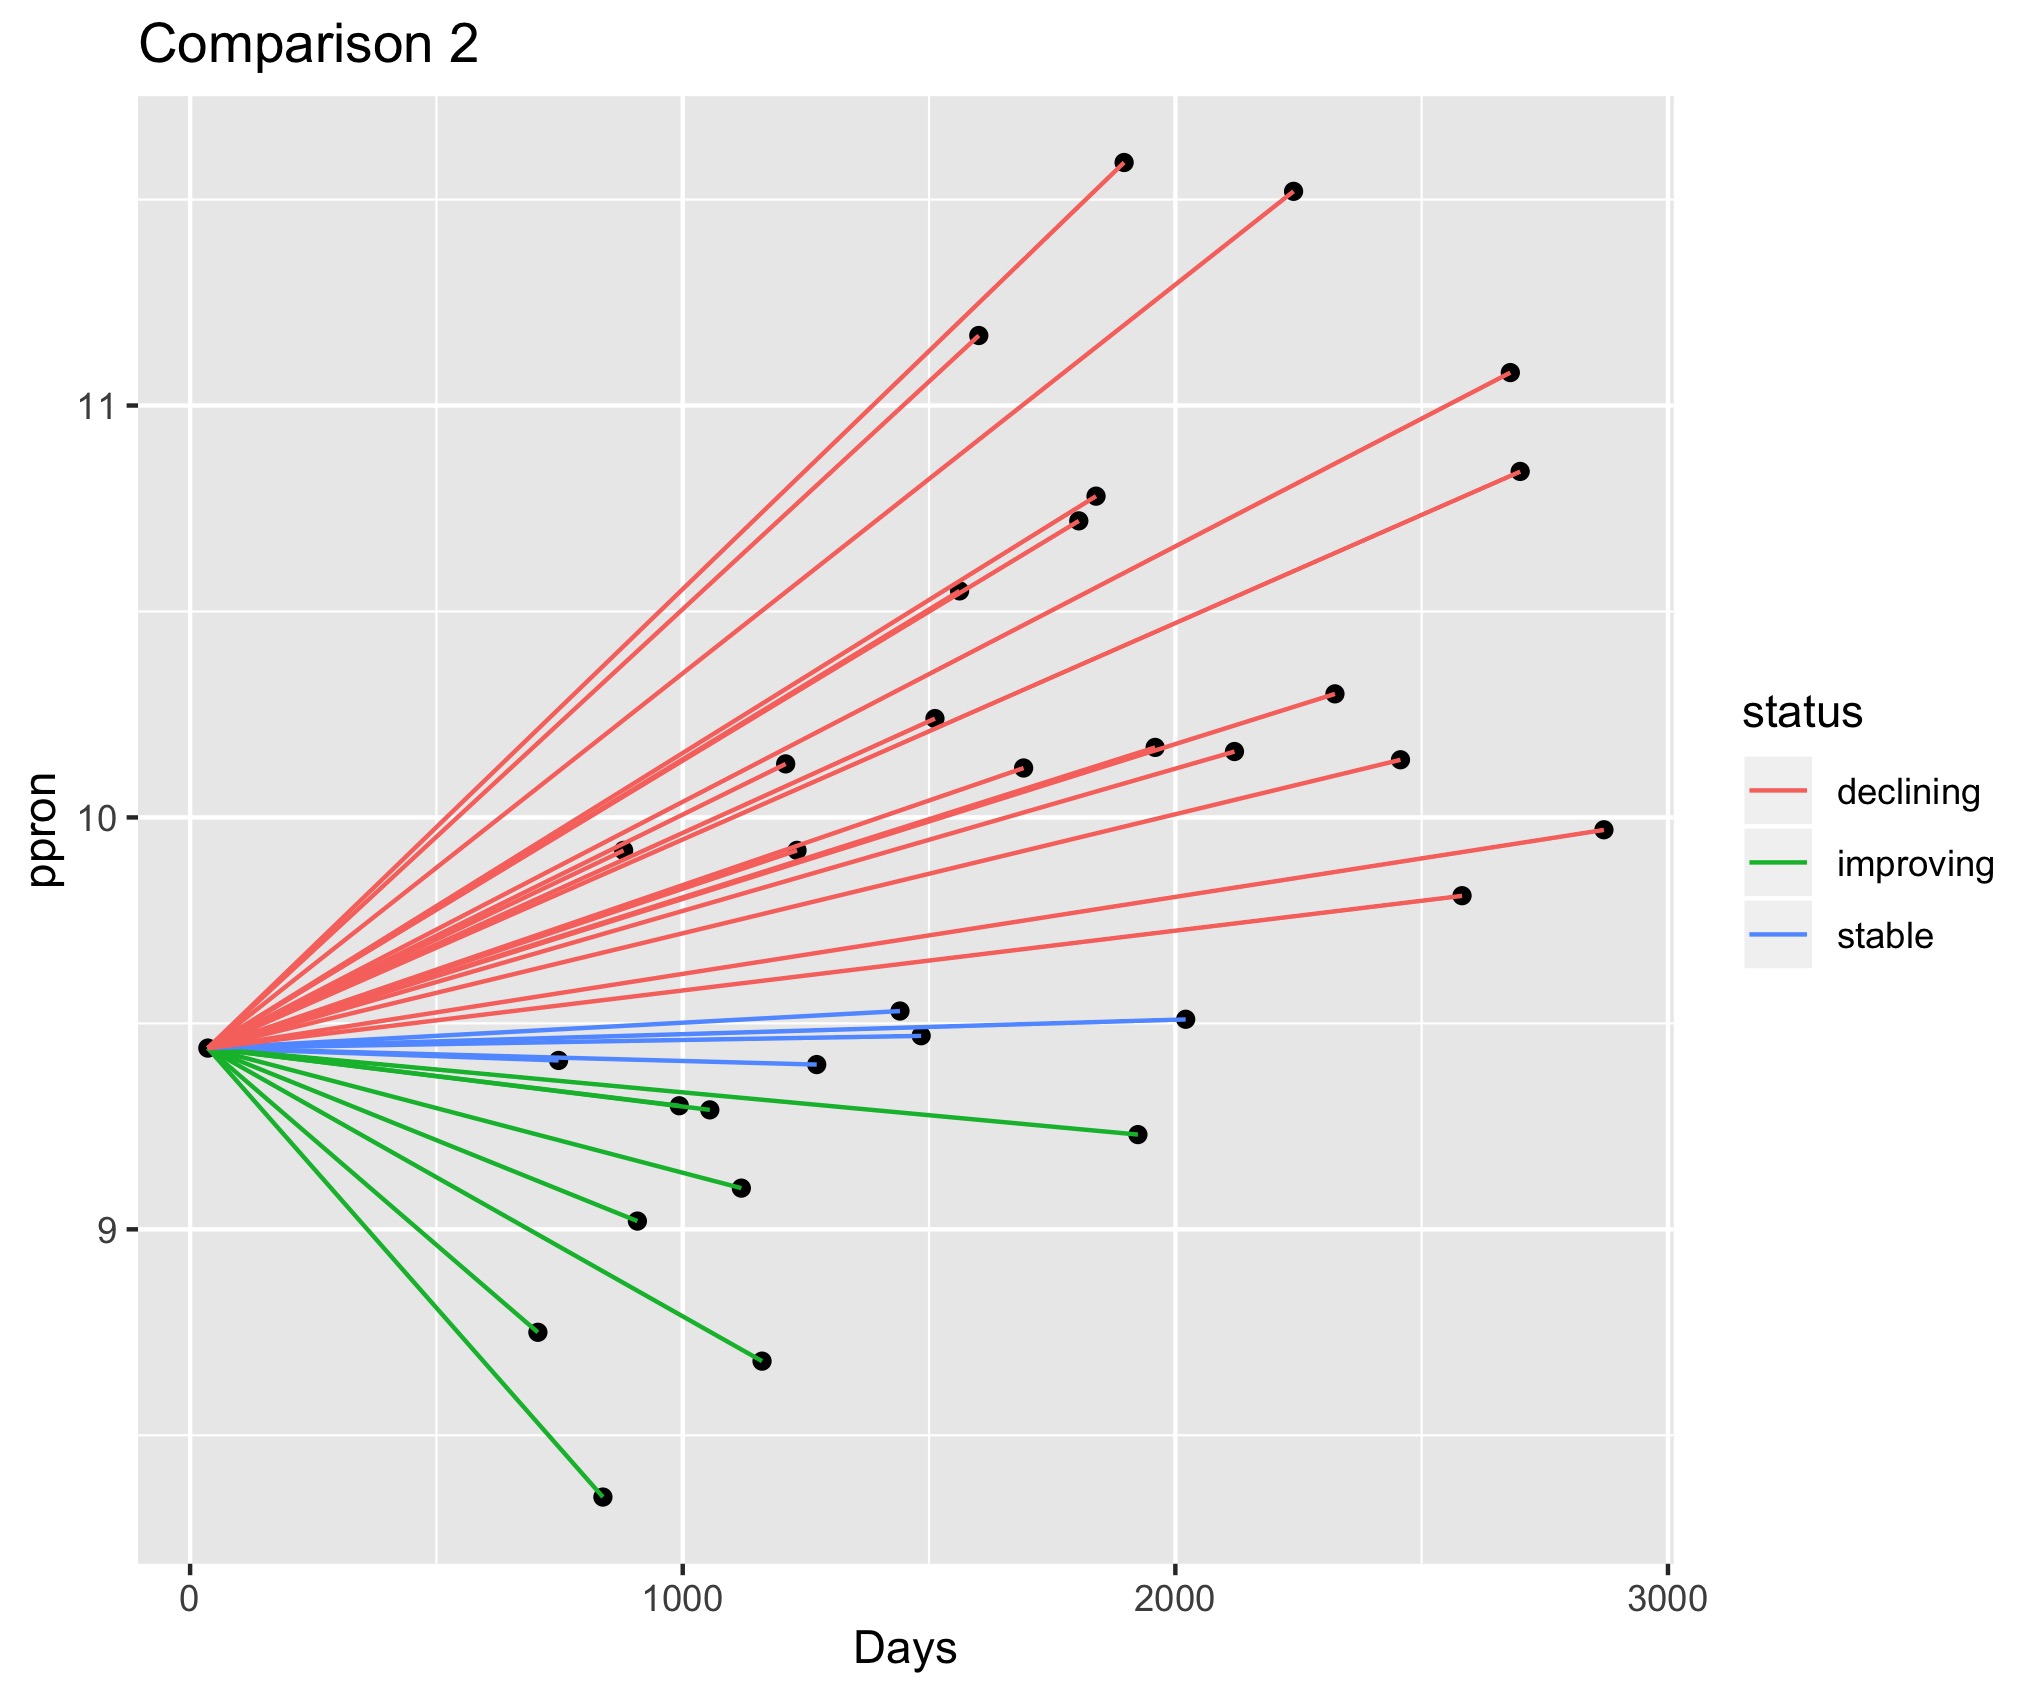 Comparison 2
11
10
9
ppron
0 1000 2000 3000
Days
status
declining
improving
stable